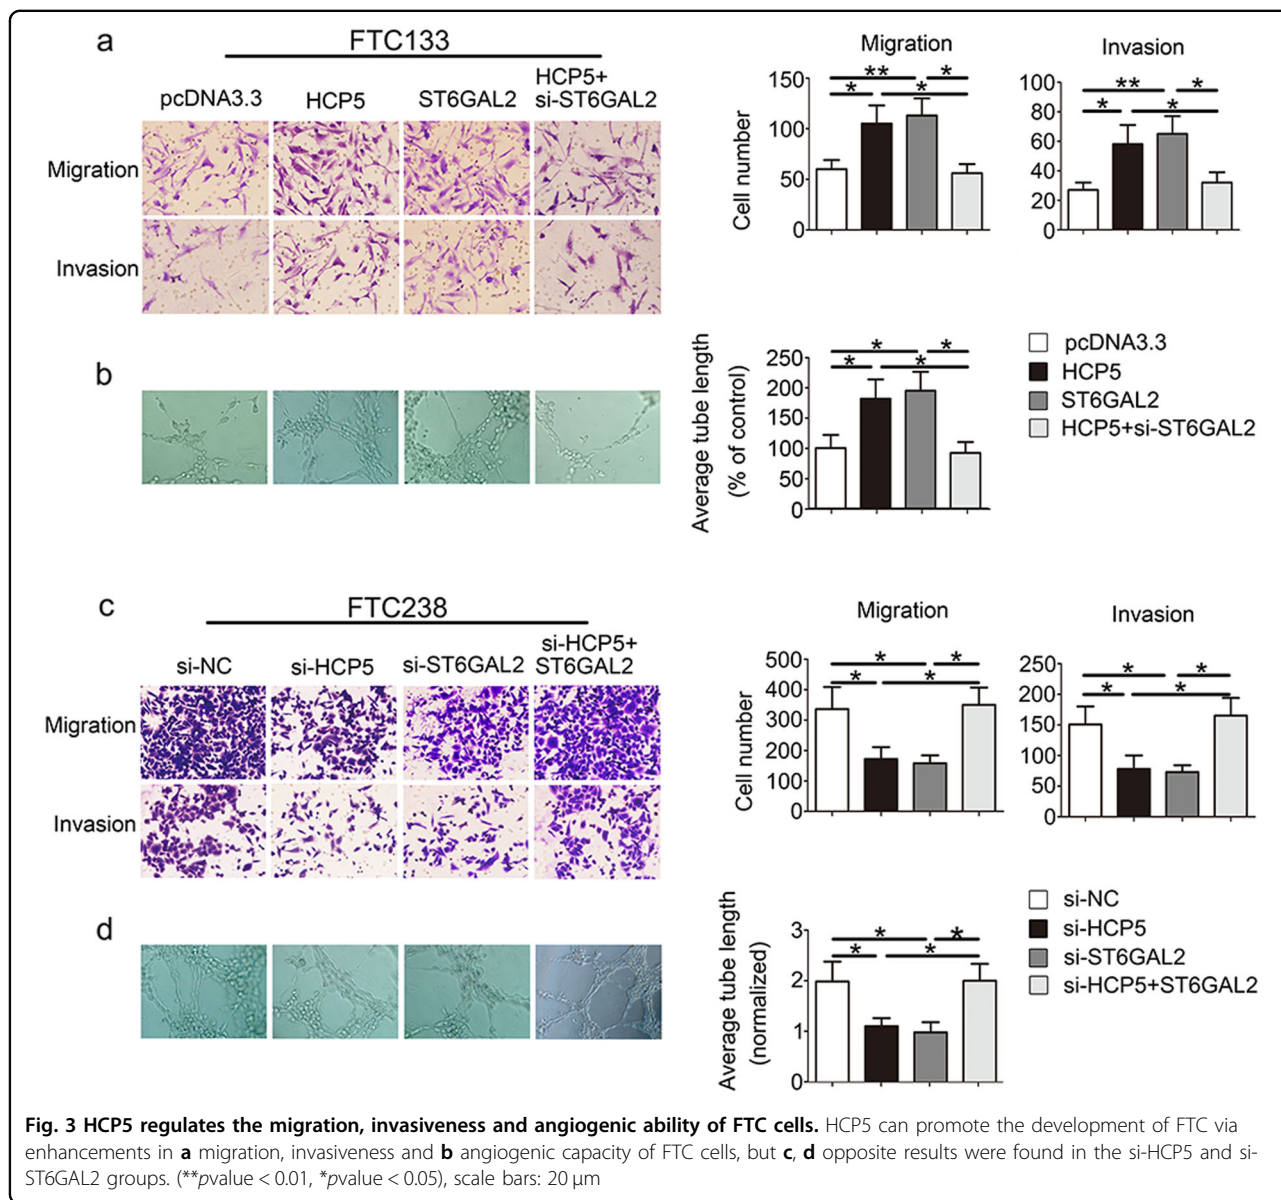 a
FTC133
pcDNA3.3
HCP5
ST6GAL2
HCP5+
si-ST6GAL2
Migration
Invasion
Migration
Cell number
150
100
50
0
** *
* *
Invasion
100
80
60
40
20
0
** *
* *
b
Average tube length
(% of control)
250
200
150
100
50
0
* *
* *
pcDNA3.3
HCP5
ST6GAL2
HCP5+si-ST6GAL2
c
FTC238
si-NC
si-HCP5
si-ST6GAL2
si-HCP5+
ST6GAL2
Migration
Invasion
Migration
Cell number
500
400
300
200
100
0
* *
* *
Invasion
250
200
150
100
50
0
* *
* *
d
Average tube length
(normalized)
3
2
1
0
* *
* *
si-NC
si-HCP5
si-ST6GAL2
si-HCP5+ST6GAL2
Fig. 3 HCP5 regulates the migration, invasiveness and angiogenic ability of FTC cells. HCP5 can promote the development of FTC via
enhancements in a migration, invasiveness and b angiogenic capacity of FTC cells, but c, d opposite results were found in the si-HCP5 and si-
ST6GAL2 groups. (**pvalue < 0.01, *pvalue < 0.05), scale bars: 20 μm